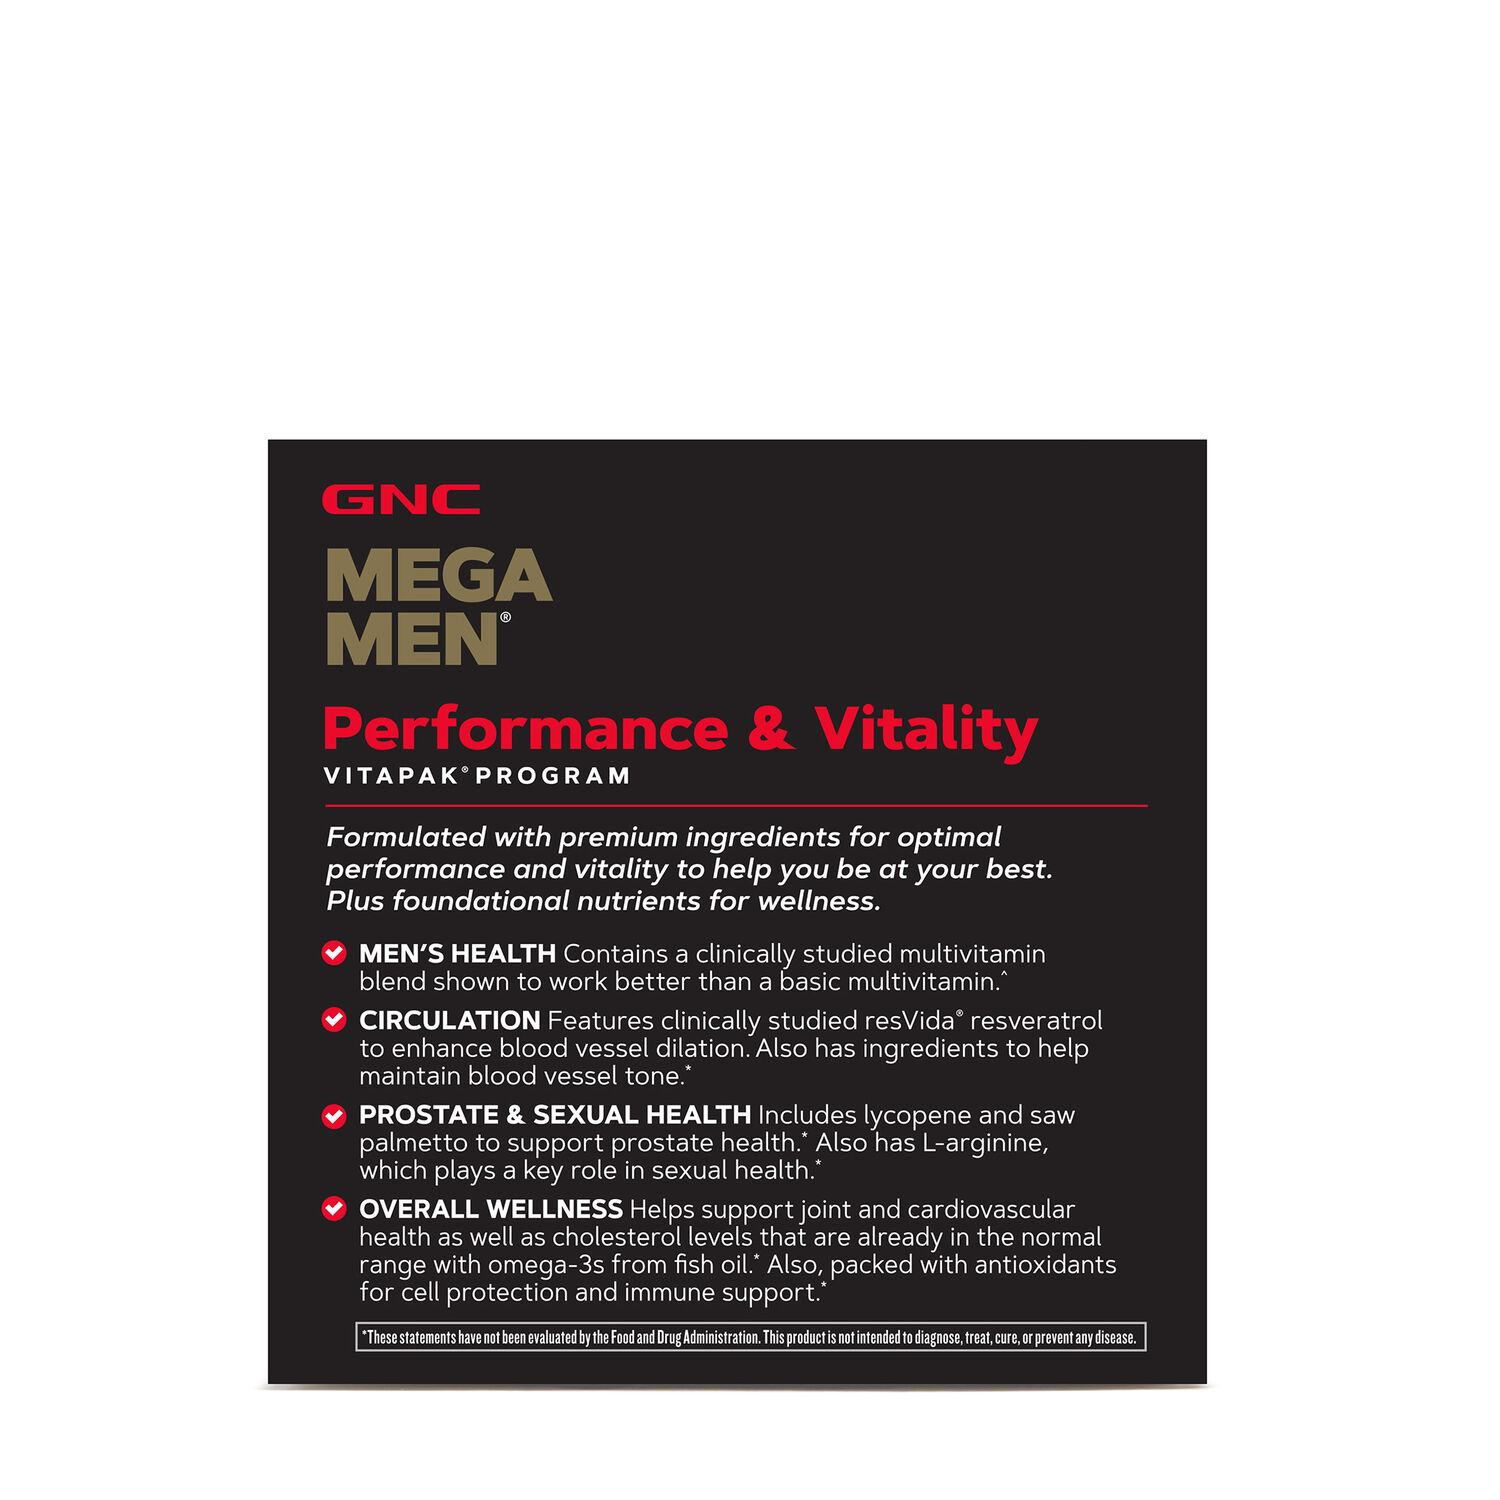 GNC
MEGA
MEN®
Performance & Vitality
VITAPAK® PROGRAM
Formulated with premium ingredients for optimal
performance and vitality to help you be at your best.
Plus foundational nutrients for wellness.
MEN'S HEALTH Contains a clinically studied multivitamin
blend shown to work better than a basic multivitamin.^
CIRCULATION Features clinically studied resVida® resveratrol
to enhance blood vessel dilation. Also has ingredients to help
maintain blood vessel tone.*
PROSTATE & SEXUAL HEALTH Includes lycopene and saw
palmetto to support prostate health.* Also has L-arginine,
which plays a key role in sexual health.*
OVERALL WELLNESS Helps support joint and cardiovascular
health as well as cholesterol levels that are already in the normal
range with omega-3s from fish oil.* Also, packed with antioxidants
for cell protection and immune support.*
*These statements have not been evaluated by the Food and Drug Administration. This product is not intended to diagnose, treat, cure, or prevent any disease.